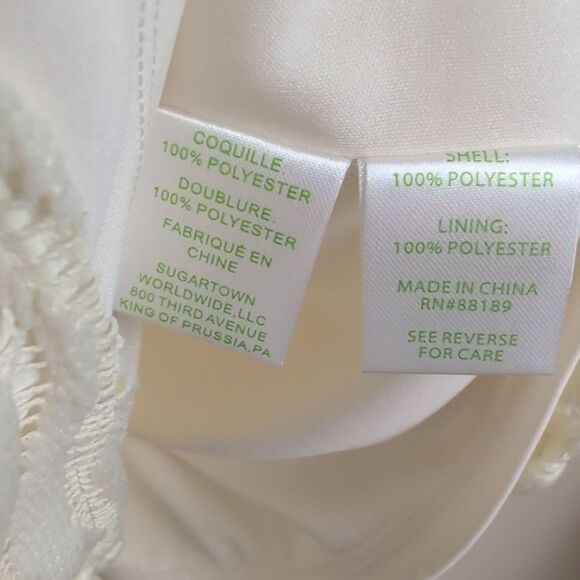 COQUILLE:
100% POLYESTER
DOUBLURE:
100% POLYESTER
FABRIQUÉ EN
CHINE
SUGARTOWN
WORLDWIDE, LLC
800 THIRD AVENUE
KING OF PRUSSIA, PA
SHELL:
100% POLYESTER
LINING:
100% POLYESTER
MADE IN CHINA
RN#88189
SEE REVERSE
FOR CARE